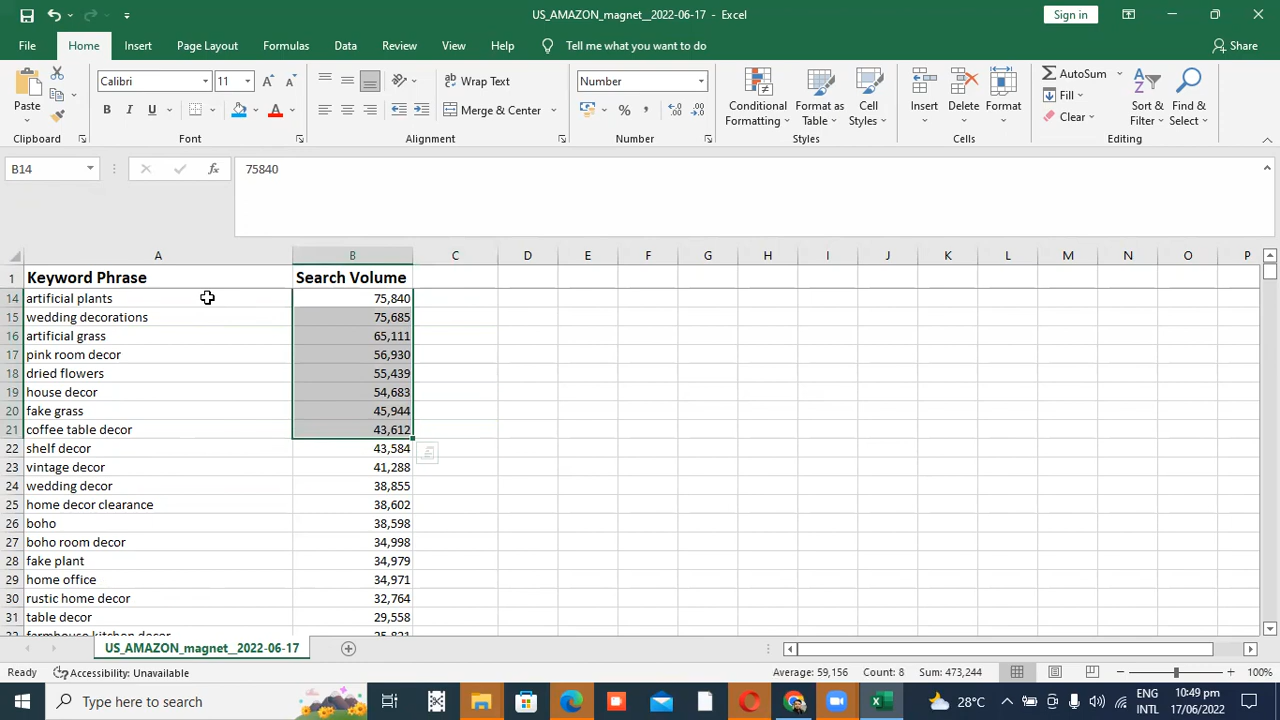 US_AMAZON_magnet__2022-06-17 - Excel
Sign in
File Home Insert Page Layout Formulas Data Review View Help Tell me what you want to do Share
Paste
Clipboard
Calibri 11
B I U
Font
Wrap Text
Merge & Center
Alignment
Number
Number
Conditional Formatting
Format as Table
Cell Styles
Styles
Insert
Delete
Format
Cells
AutoSum
Fill
Clear
Sort & Filter
Find & Select
Editing
B14 fx 75840
A B C D E F G H I J K L M N O P
1 Keyword Phrase Search Volume
14 artificial plants 75,840
15 wedding decorations 75,685
16 artificial grass 65,111
17 pink room decor 56,930
18 dried flowers 55,439
19 house decor 54,683
20 fake grass 45,944
21 coffee table decor 43,612
22 shelf decor 43,584
23 vintage decor 41,288
24 wedding decor 38,855
25 home decor clearance 38,602
26 boho 38,598
27 boho room decor 34,998
28 fake plant 34,979
29 home office 34,971
30 rustic home decor 32,764
31 table decor 29,558
32 farmhouse kitchen decor 25,821
US_AMAZON_magnet__2022-06-17
Ready Accessibility: Unavailable Average: 59,156 Count: 8 Sum: 473,244 100%
Type here to search
28°C
ENG INTL
10:49 pm
17/06/2022